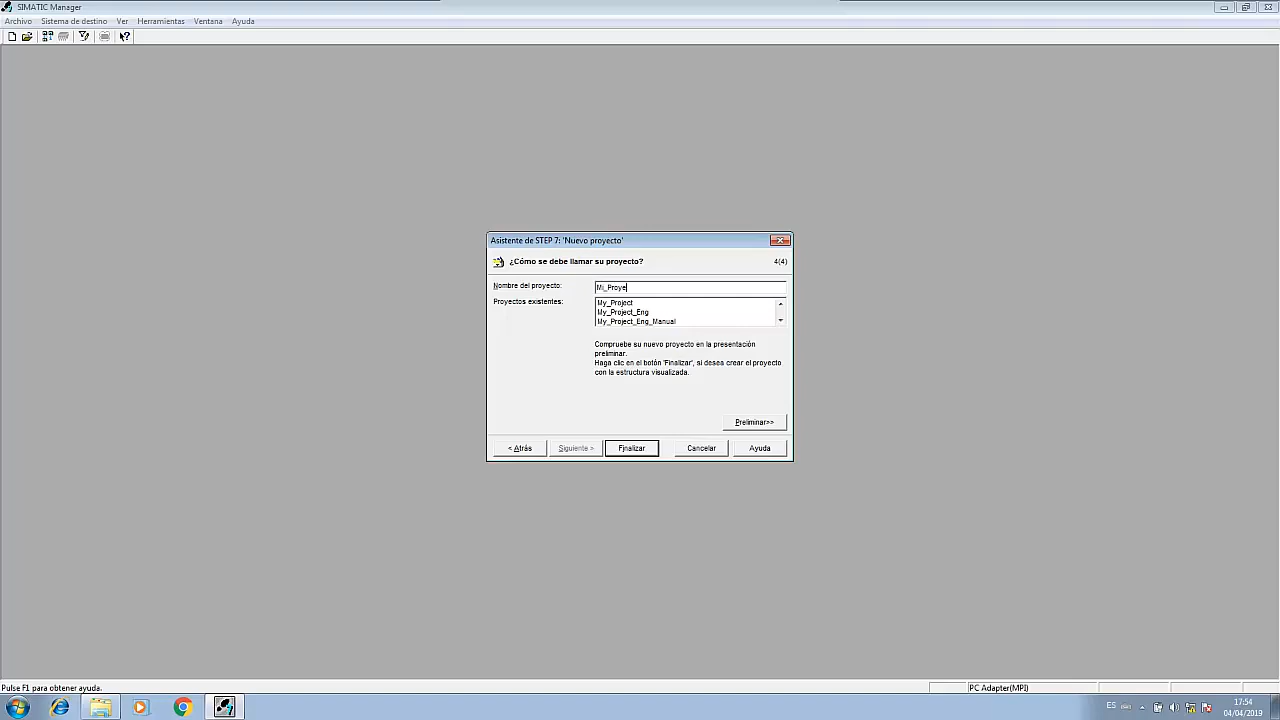 SIMATIC Manager
Archivo Sistema de destino Ver Herramientas Ventana Ayuda
Asistente de STEP 7: 'Nuevo proyecto'
¿Cómo se debe llamar su proyecto? 4(4)
Nombre del proyecto: Mi_Proye
Proyectos existentes: My_Project
My_Project_Eng
My_Project_Eng_Manual
Compruebe su nuevo proyecto en la presentación
preliminar.
Haga clic en el botón 'Finalizar', si desea crear el proyecto
con la estructura visualizada.
Preliminar>>
< Atrás Siguiente > Finalizar Cancelar Ayuda
Pulse F1 para obtener ayuda. PC Adapter(MPI)
ES 17:54
04/04/2019